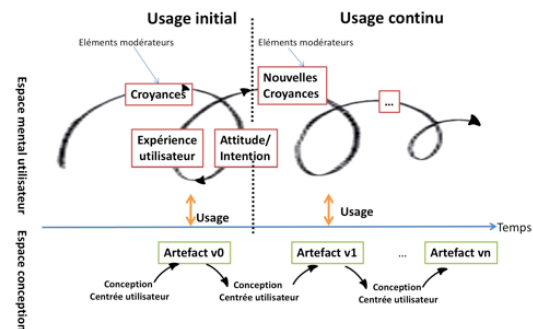 Usage initial
Usage continu
Eléments modérateurs
Eléments modérateurs
Croyances
Nouvelles
Croyances
...
Expérience
utilisateur
Attitude/
Intention
Espace mental utilisateur
Usage
Usage
Temps
Artefact v0
Artefact v1
...
Artefact vn
Conception
Centrée utilisateur
Conception
Centrée utilisateur
Conception
Centrée utilisateur
Espace conception